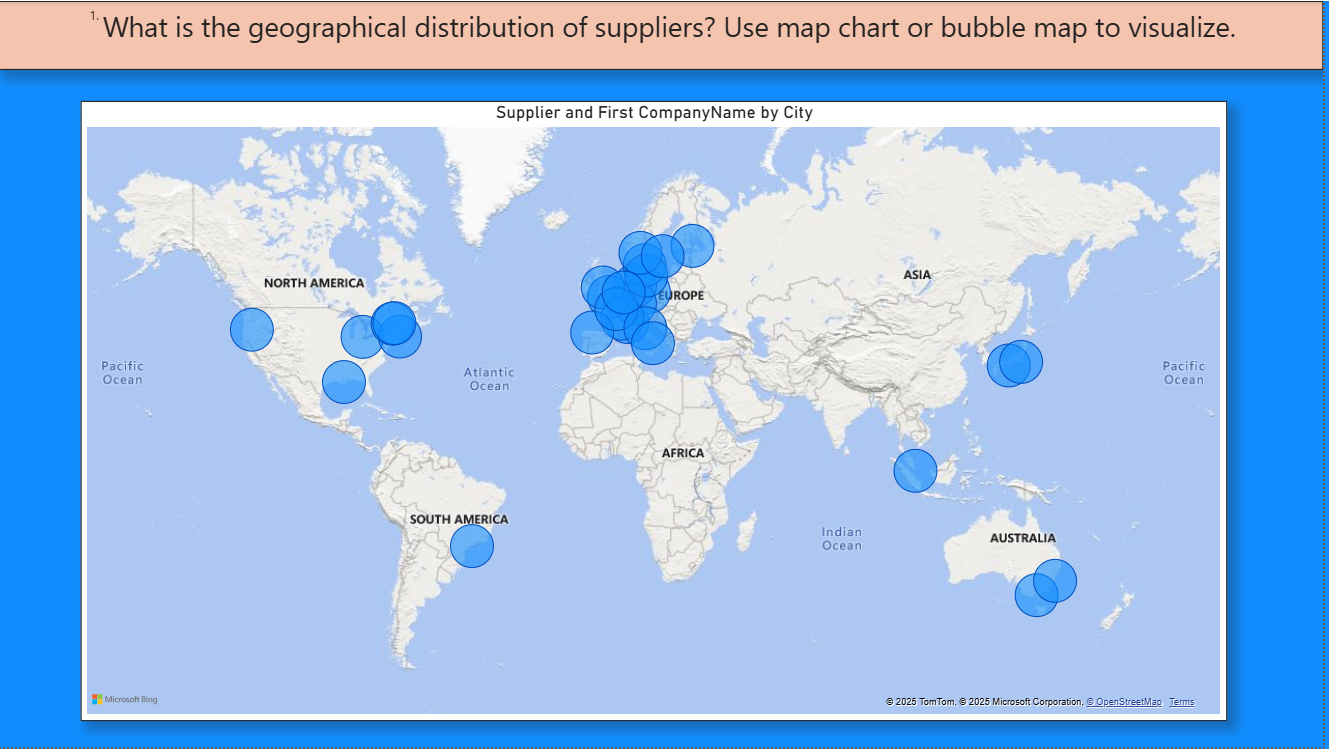 1. What is the geographical distribution of suppliers? Use map chart or bubble map to visualize.
Supplier and First CompanyName by City
NORTH AMERICA
EUROPE
ASIA
Pacific
Ocean
Atlantic
Ocean
Pacific
Ocean
AFRICA
SOUTH AMERICA
Indian
Ocean
AUSTRALIA
Microsoft Bing
© 2025 TomTom, © 2025 Microsoft Corporation, © OpenStreetMap Terms